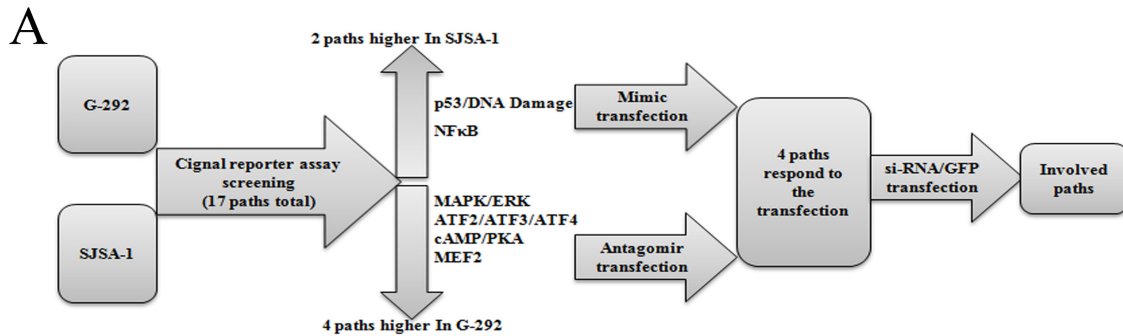 A
2 paths higher In SJSA-1
G-292
SJSA-1
Cignal reporter assay
screening
(17 paths total)
p53/DNA Damage
NFκB
MAPK/ERK
ATF2/ATF3/ATF4
cAMP/PKA
MEF2
4 paths higher In G-292
Mimic
transfection
Antagomir
transfection
4 paths
respond to
the
transfection
si-RNA/GFP
transfection
Involved
paths